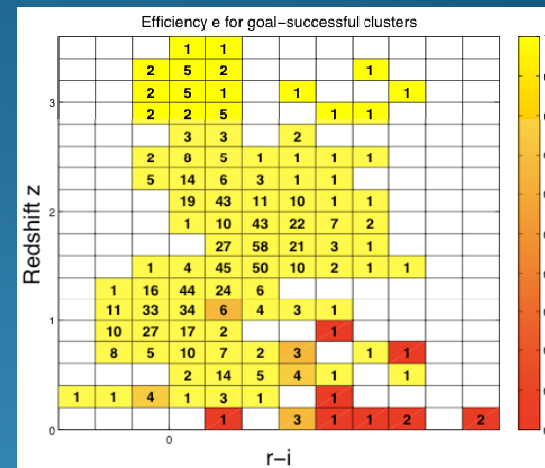 Efficiency e for goal−successful clusters
Redshift z
1 1
2 5 2 1
2 5 1 1 1
3
2 2 5 1 1
3 3 2
2 8 5 1 1 1 1
5 14 6 3 1 1
19 43 11 10 1 1
2
1 10 43 22 7 2
27 58 21 3 1
1 4 45 50 10 2 1 1
1 16 44 24 6
11 33 34 6 4 3 1
1
10 27 17 2 1
8 5 10 7 2 3 1 1
2 14 5 4 1 1
1 1 4 1 3 1 1
1 3 1 1 2 2
0
0
r−i